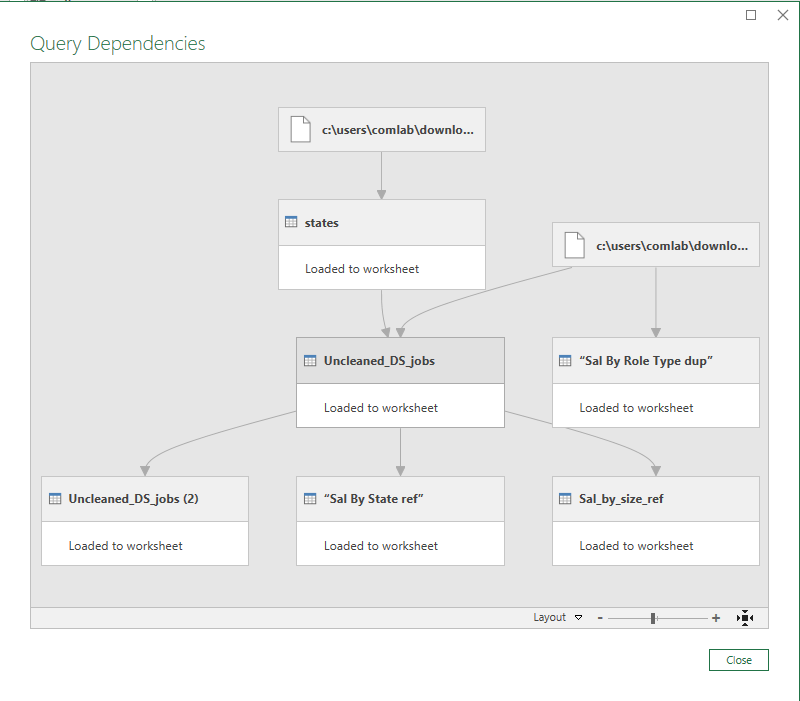 Query Dependencies
c:\users\comlab\downlo...
states
Loaded to worksheet
c:\users\comlab\downlo...
Uncleaned_DS_jobs
Loaded to worksheet
“Sal By Role Type dup”
Loaded to worksheet
Uncleaned_DS_jobs (2)
Loaded to worksheet
“Sal By State ref”
Loaded to worksheet
Sal_by_size_ref
Loaded to worksheet
Layout
Close